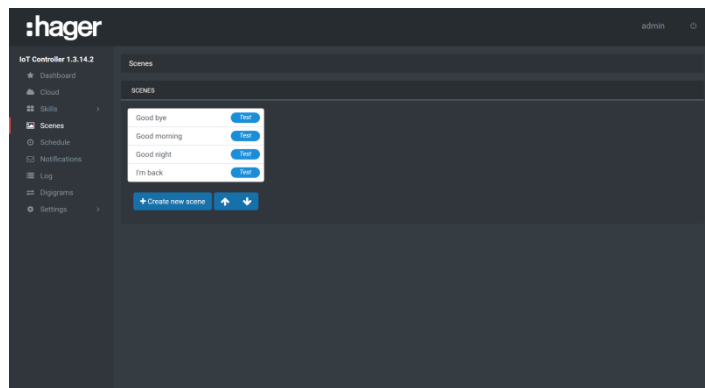 :hager
admin
IoT Controller 1.3.14.2
Dashboard
Cloud
Skills
Scenes
Schedule
Notifications
Log
Digigrams
Settings
Scenes
SCENES
Good bye Test
Good morning Test
Good night Test
I'm back Test
+ Create new scene